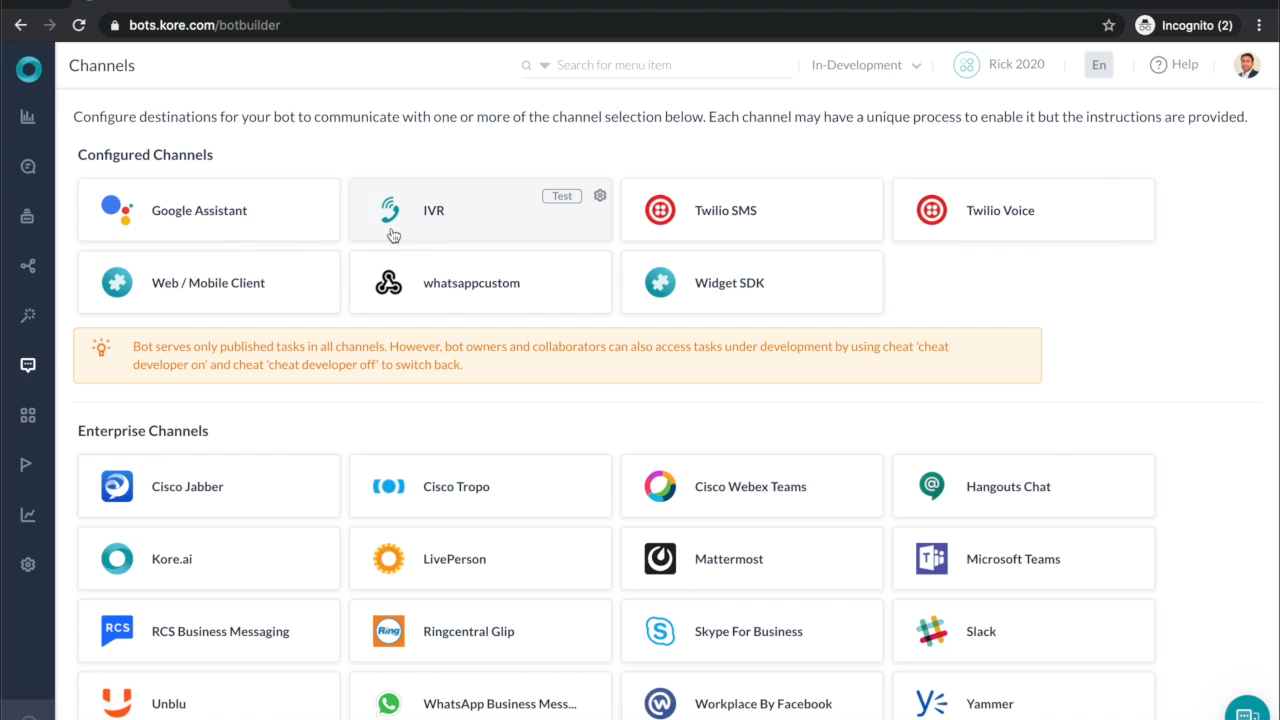 bots.kore.com/botbuilder
Incognito (2)
Channels
Search for menu item
In-Development
Rick 2020
En
Help
Configure destinations for your bot to communicate with one or more of the channel selection below. Each channel may have a unique process to enable it but the instructions are provided.
Configured Channels
Google Assistant
IVR
Test
Twilio SMS
Twilio Voice
Web / Mobile Client
whatsappcustom
Widget SDK
Bot serves only published tasks in all channels. However, bot owners and collaborators can also access tasks under development by using cheat 'cheat
developer on' and cheat 'cheat developer off' to switch back.
Enterprise Channels
Cisco Jabber
Cisco Tropo
Cisco Webex Teams
Hangouts Chat
Kore.ai
LivePerson
Mattermost
Microsoft Teams
RCS
RCS Business Messaging
Ring
Ringcentral Glip
Skype For Business
Slack
Unblu
WhatsApp Business Mess...
Workplace By Facebook
Yammer